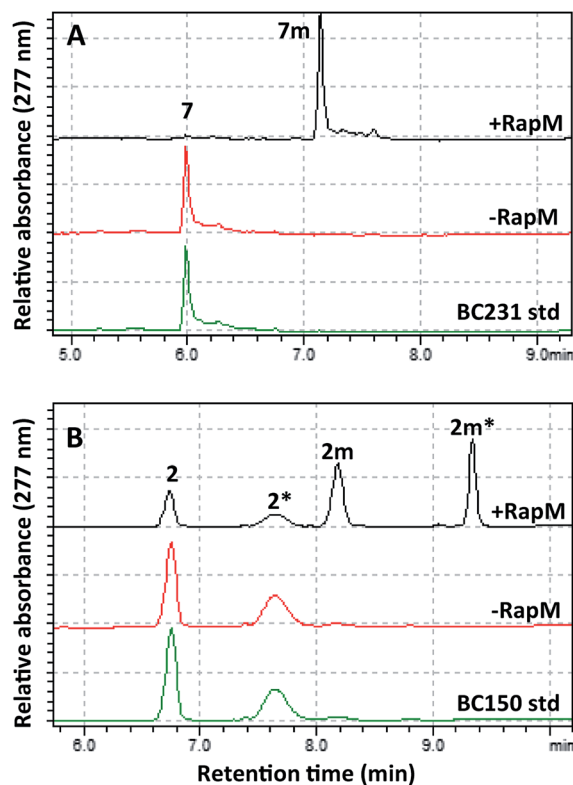 A
7m
7
+RapM
-RapM
BC231 std
Relative absorbance (277 nm)
5.0 6.0 7.0 8.0 9.0min
B
2 2* 2m 2m*
+RapM
-RapM
BC150 std
Relative absorbance (277 nm)
6.0 7.0 8.0 9.0 min
Retention time (min)